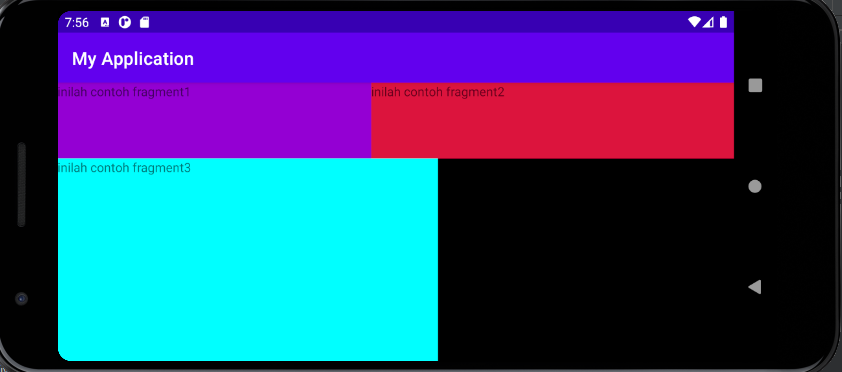 7:56
My Application
inilah contoh fragment1
inilah contoh fragment2
inilah contoh fragment3